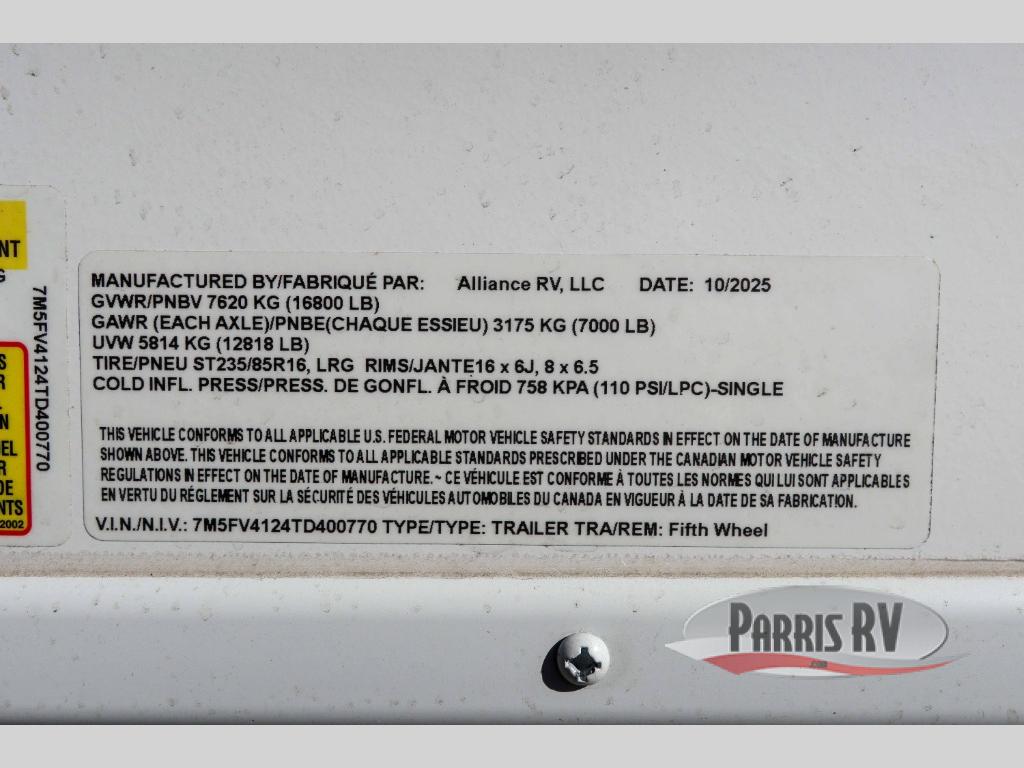 MANUFACTURED BY/FABRIQUÉ PAR: Alliance RV, LLC DATE: 10/2025
GVWR/PNBV 7620 KG (16800 LB)
GAWR (EACH AXLE)/PNBE(CHAQUE ESSIEU) 3175 KG (7000 LB)
UVW 5814 KG (12818 LB)
TIRE/PNEU ST235/85R16, LRG RIMS/JANTE16 x 6J, 8 x 6.5
COLD INFL. PRESS/PRESS. DE GONFL. À FROID 758 KPA (110 PSI/LPC)-SINGLE
THIS VEHICLE CONFORMS TO ALL APPLICABLE U.S. FEDERAL MOTOR VEHICLE SAFETY STANDARDS IN EFFECT ON THE DATE OF MANUFACTURE
SHOWN ABOVE. THIS VEHICLE CONFORMS TO ALL APPLICABLE STANDARDS PRESCRIBED UNDER THE CANADIAN MOTOR VEHICLE SAFETY
REGULATIONS IN EFFECT ON THE DATE OF MANUFACTURE. ~ CE VÉHICULE EST CONFORME À TOUTES LES NORMES QUI LUI SONT APPLICABLES
EN VERTU DU RÉGLEMENT SUR LA SÉCURITÉ DES VÉHICULES AUTOMOBILES DU CANADA EN VIGUEUR À LA DATE DE SA FABRICATION.
V.I.N./N.I.V.: 7M5FV4124TD400770 TYPE/TYPE: TRAILER TRA/REM: Fifth Wheel
7M5FV4124TD400770
NT
G
S
R
N
EL
R
DE
NTS
2002
PARRIS RV
.com